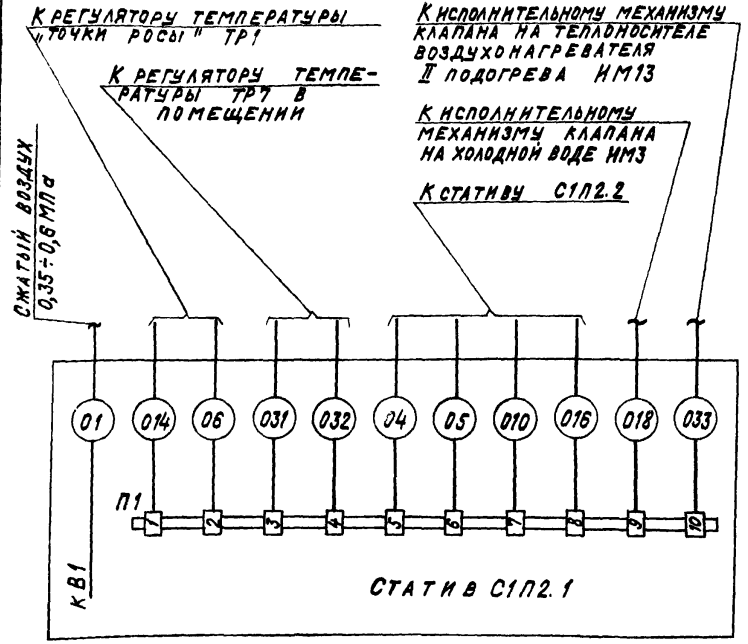 К РЕГУЛЯТОРУ ТЕМПЕРАТУРЫ
"ТОЧКИ РОСЫ" ТР1
К РЕГУЛЯТОРУ ТЕМПЕ-
РАТУРЫ ТР7 В
ПОМЕЩЕНИИ
К ИСПОЛНИТЕЛЬНОМУ МЕХАНИЗМУ
КЛАПАНА НА ТЕПЛОНОСИТЕЛЕ
ВОЗДУХОНАГРЕВАТЕЛЯ
II ПОДОГРЕВА ИМ13
К ИСПОЛНИТЕЛЬНОМУ
МЕХАНИЗМУ КЛАПАНА
НА ХОЛОДНОЙ ВОДЕ ИМ3
К СТАТИВУ С1П2.2
СЖАТЫЙ ВОЗДУХ
0,35÷0,6 МПа
01 014 06 031 032 04 05 010 016 018 033
П1
1 2 3 4 5 6 7 8 9 10
К В1
СТАТИВ С1П2.1